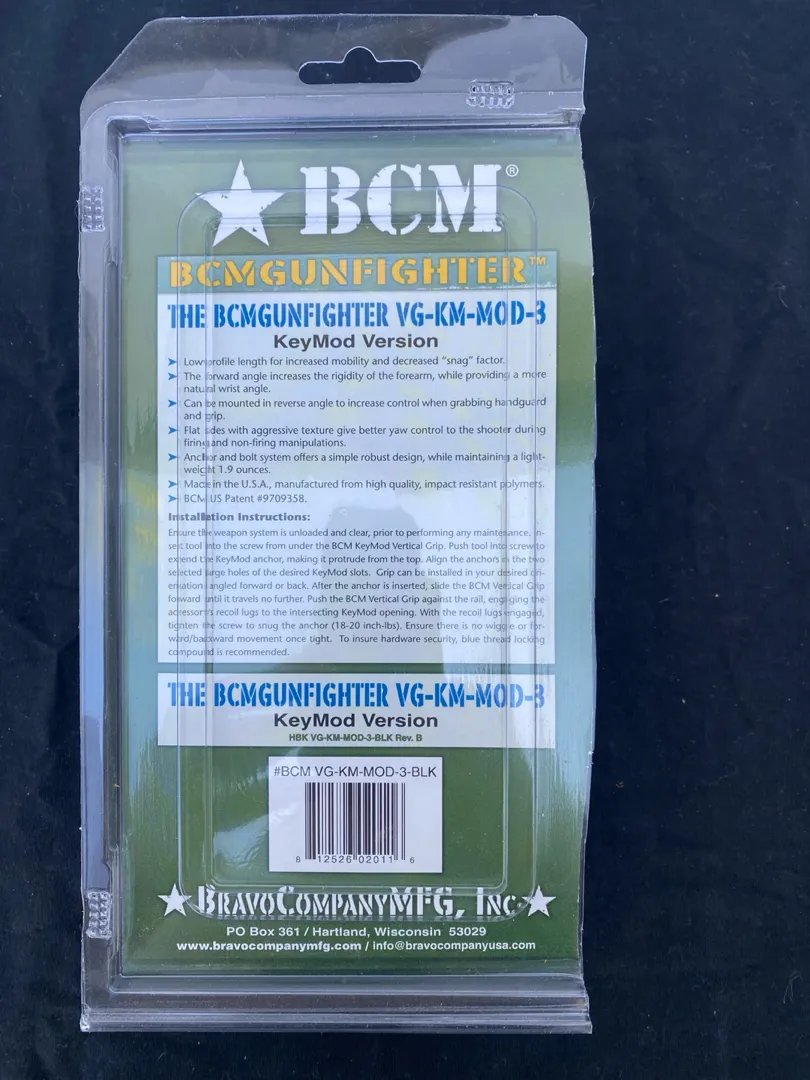 BCM®
BCMGUNFIGHTER™
THE BCMGUNFIGHTER VG-KM-MOD-3
KeyMod Version
➤ Low profile length for increased mobility and decreased “snag” factor.
➤ The forward angle increases the rigidity of the forearm, while providing a more
natural wrist angle.
➤ Can be mounted in reverse angle to increase control when grabbing handguard
and grip.
➤ Flat sides with aggressive texture give better yaw control to the shooter during
firing and non-firing manipulations.
➤ Anchor and bolt system offers a simple robust design, while maintaining a light-
weight 1.9 ounces.
➤ Made in the U.S.A., manufactured from high quality, impact resistant polymers.
➤ BCM US Patent #9709358.
Installation Instructions:
Ensure the weapon system is unloaded and clear, prior to performing any maintenance. In-
sert tool into the screw from under the BCM KeyMod Vertical Grip. Push tool into screw to
extend the KeyMod anchor, making it protrude from the top. Align the anchors in the two
selected large holes of the desired KeyMod slots. Grip can be installed in your desired ori-
entation angled forward or back. After the anchor is inserted, slide the BCM Vertical Grip
forward until it travels no further. Push the BCM Vertical Grip against the rail, engaging the
accessory's recoil lugs to the intersecting KeyMod opening. With the recoil lugs engaged,
tighten the screw to snug the anchor (18-20 inch-lbs). Ensure there is no wiggle or for-
ward/backward movement once tight. To insure hardware security, blue thread locking
compound is recommended.
THE BCMGUNFIGHTER VG-KM-MOD-3
KeyMod Version
HBK VG-KM-MOD-3-BLK Rev. B
#BCM VG-KM-MOD-3-BLK
8 12526 02011 6
BRAVOCOMPANYMFG, INC.
PO Box 361 / Hartland, Wisconsin 53029
www.bravocompanymfg.com / info@bravocompanyusa.com